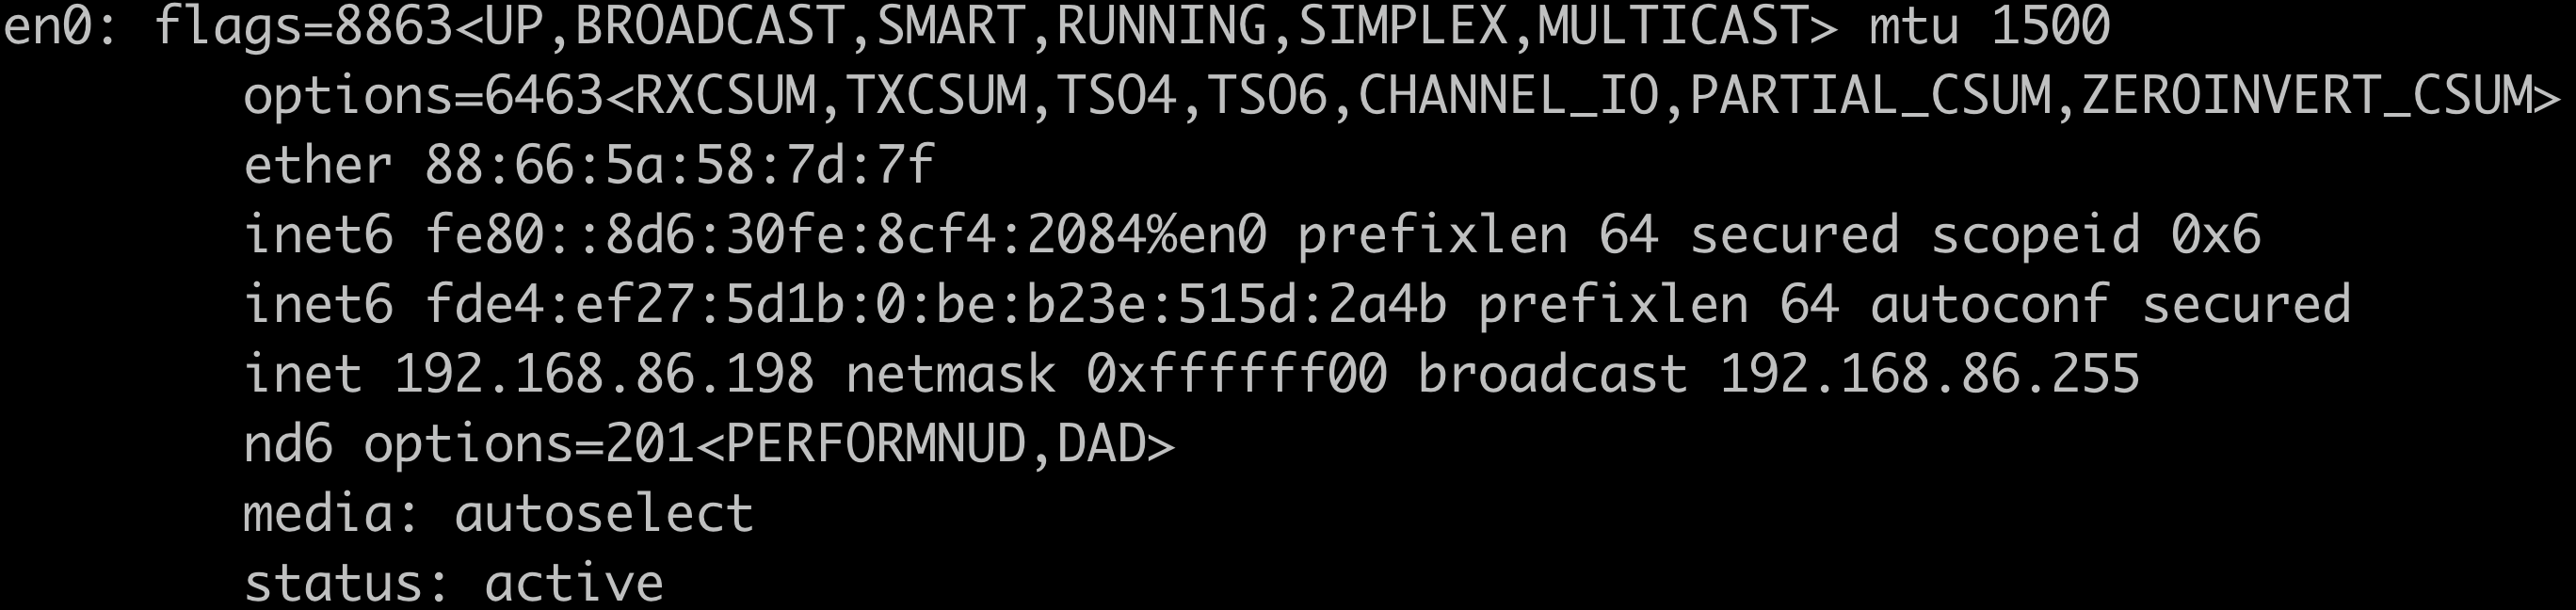 en0: flags=8863<UP,BROADCAST,SMART,RUNNING,SIMPLEX,MULTICAST> mtu 1500
options=6463<RXCSUM,TXCSUM,TSO4,TSO6,CHANNEL_IO,PARTIAL_CSUM,ZEROINVERT_CSUM>
ether 88:66:5a:58:7d:7f
inet6 fe80::8d6:30fe:8cf4:2084%en0 prefixlen 64 secured scopeid 0x6
inet6 fde4:ef27:5d1b:0:be:b23e:515d:2a4b prefixlen 64 autoconf secured
inet 192.168.86.198 netmask 0xffffff00 broadcast 192.168.86.255
nd6 options=201<PERFORMNUD,DAD>
media: autoselect
status: active